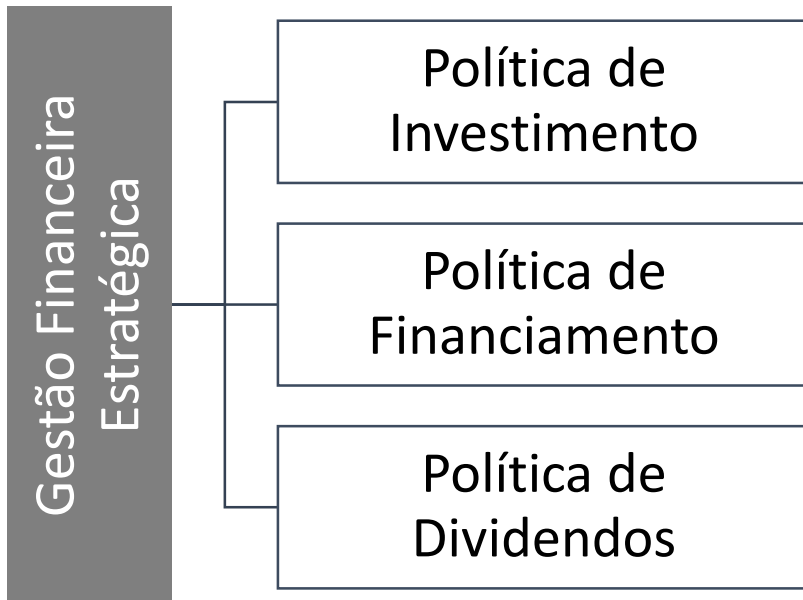 Gestão Financeira
Estratégica
Política de
Investimento
Política de
Financiamento
Política de
Dividendos